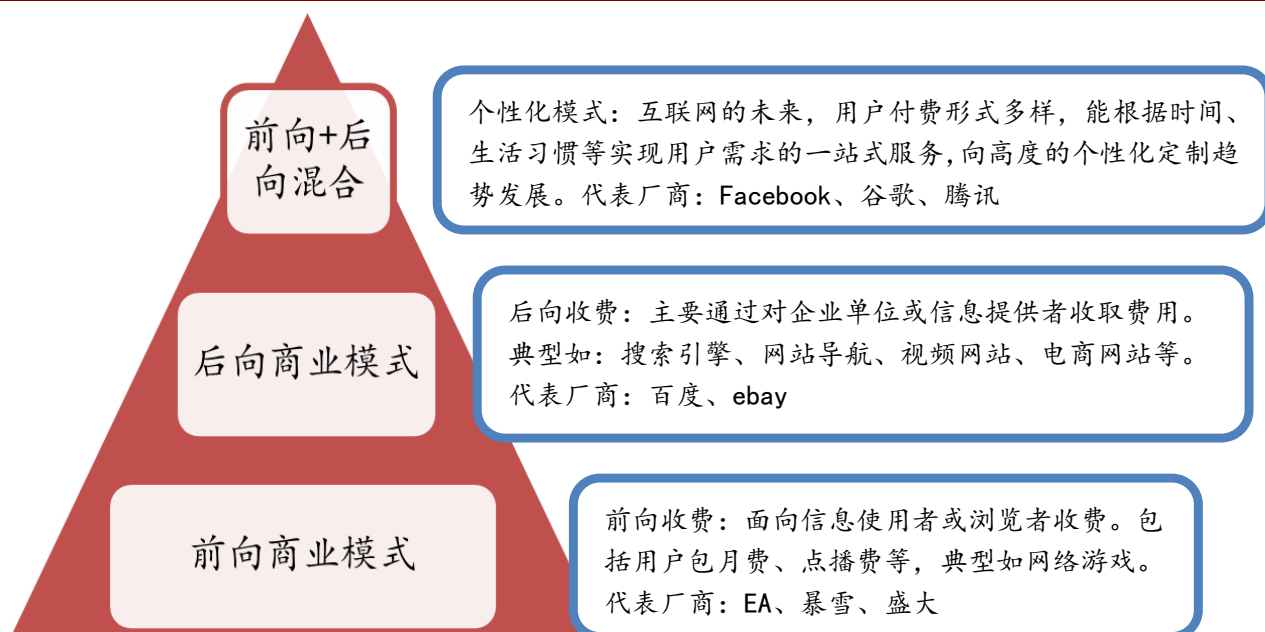 前向+后
向混合
个性化模式：互联网的未来，用户付费形式多样，能根据时间、
生活习惯等实现用户需求的一站式服务,向高度的个性化定制趋
势发展。代表厂商：Facebook、谷歌、腾讯
后向商业模式
后向收费：主要通过对企业单位或信息提供者收取费用。
典型如：搜索引擎、网站导航、视频网站、电商网站等。
代表厂商：百度、ebay
前向商业模式
前向收费：面向信息使用者或浏览者收费。包
括用户包月费、点播费等，典型如网络游戏。
代表厂商：EA、暴雪、盛大